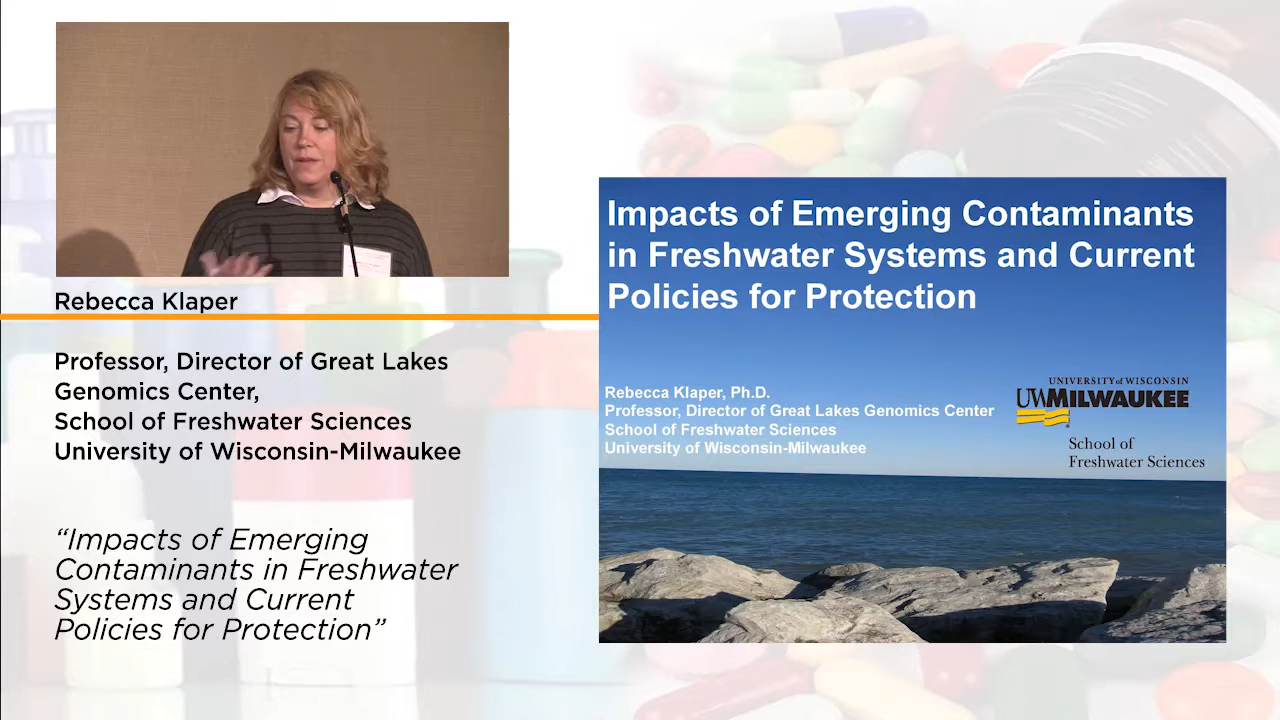 Rebecca Klaper
Professor, Director of Great Lakes
Genomics Center,
School of Freshwater Sciences
University of Wisconsin-Milwaukee
“Impacts of Emerging
Contaminants in Freshwater
Systems and Current
Policies for Protection”
Impacts of Emerging Contaminants
in Freshwater Systems and Current
Policies for Protection
Rebecca Klaper, Ph.D.
Professor, Director of Great Lakes Genomics Center
School of Freshwater Sciences
University of Wisconsin-Milwaukee
UNIVERSITY of WISCONSIN
UWMILWAUKEE
School of
Freshwater Sciences